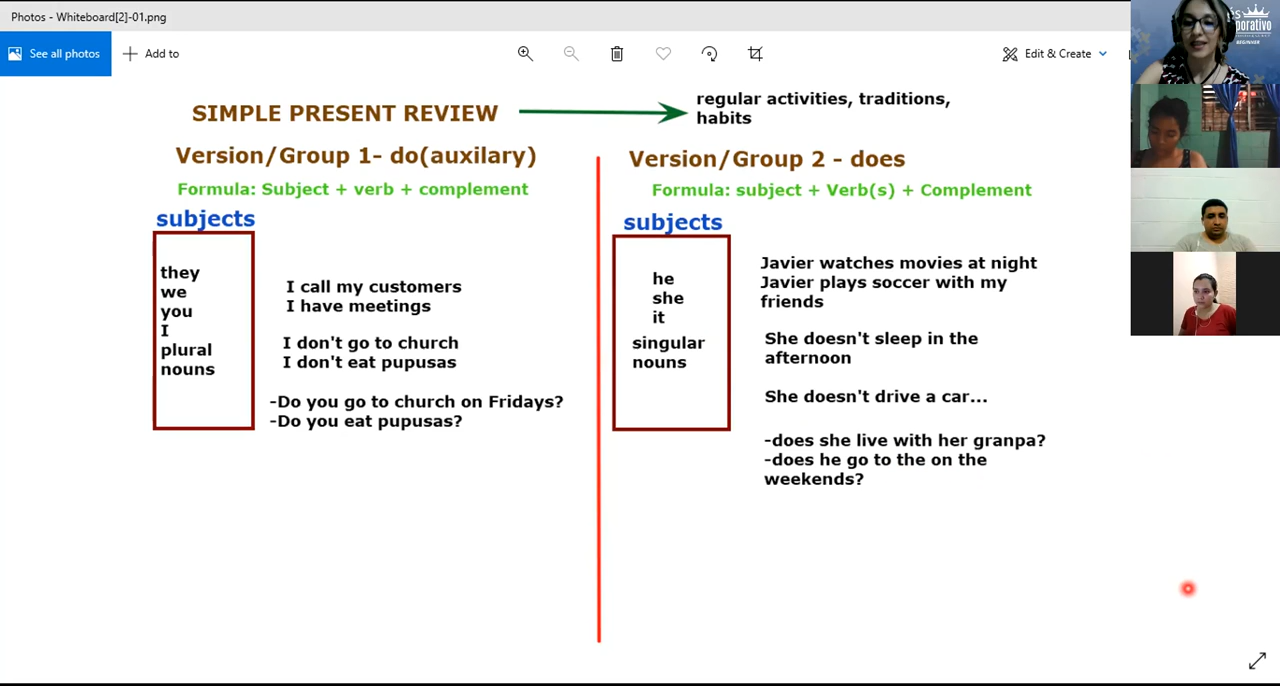 Photos - Whiteboard[2]-01.png
See all photos
Add to
Edit & Create
SIMPLE PRESENT REVIEW
regular activities, traditions,
habits
Version/Group 1- do(auxilary)
Formula: Subject + verb + complement
subjects
they
we
you
I
plural
nouns
I call my customers
I have meetings
I don't go to church
I don't eat pupusas
-Do you go to church on Fridays?
-Do you eat pupusas?
Version/Group 2 - does
Formula: subject + Verb(s) + Complement
subjects
he
she
it
singular
nouns
Javier watches movies at night
Javier plays soccer with my
friends
She doesn't sleep in the
afternoon
She doesn't drive a car...
-does she live with her granpa?
-does he go to the on the
weekends?
BEGINNER